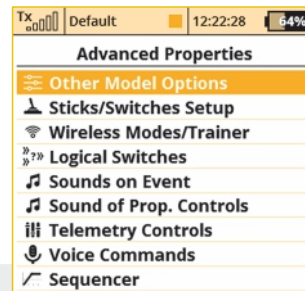 Tx Default 12:22:28 64%
Advanced Properties
Other Model Options
Sticks/Switches Setup
Wireless Modes/Trainer
Logical Switches
Sounds on Event
Sound of Prop. Controls
Telemetry Controls
Voice Commands
Sequencer